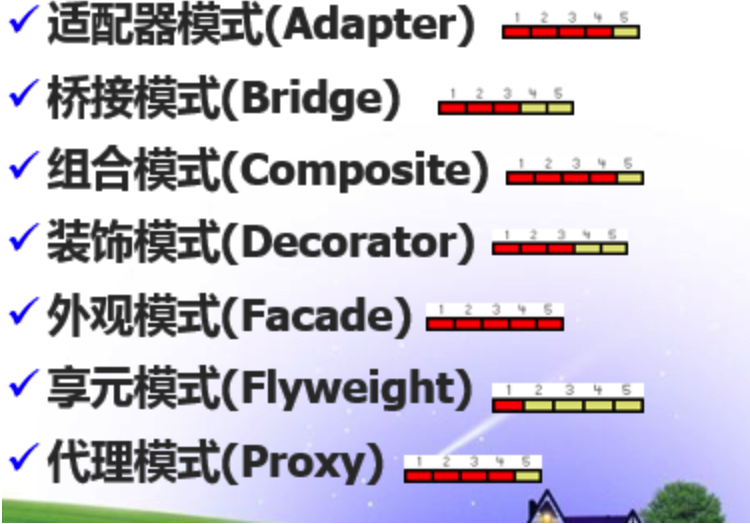 适配器模式(Adapter) 1 2 3 4 5
桥接模式(Bridge) 1 2 3 4 5
组合模式(Composite) 1 2 3 4 5
装饰模式(Decorator) 1 2 3 4 5
外观模式(Facade) 1 2 3 4 5
享元模式(Flyweight) 1 2 3 4 5
代理模式(Proxy) 1 2 3 4 5